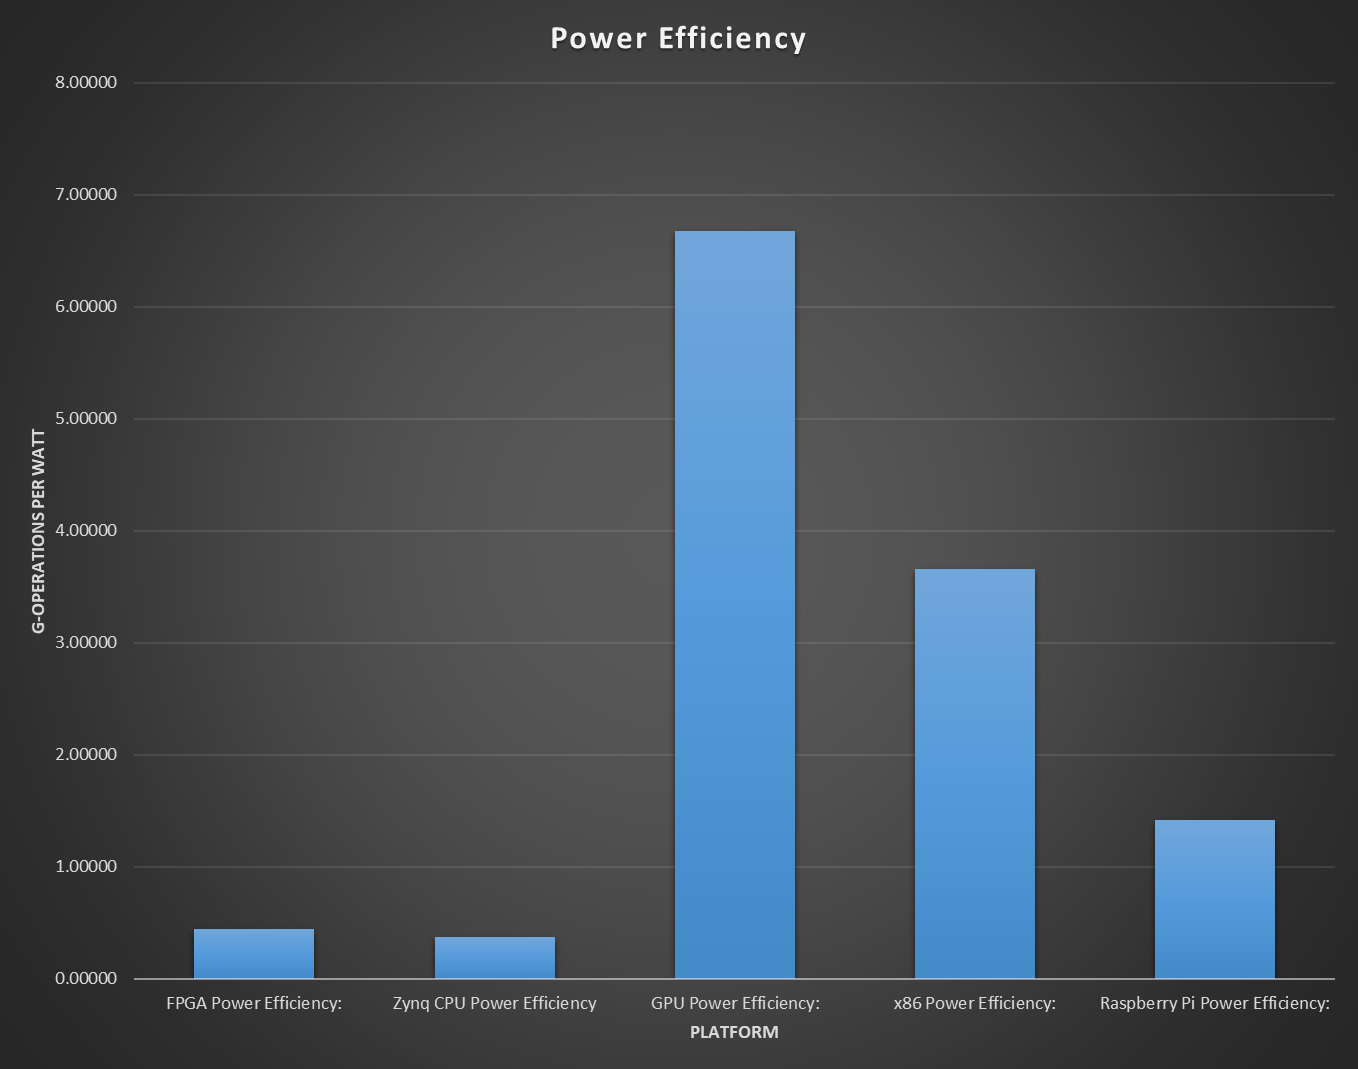 Power Efficiency
8.00000
7.00000
6.00000
5.00000
4.00000
3.00000
2.00000
1.00000
0.00000
G-OPERATIONS PER WATT
FPGA Power Efficiency:
Zynq CPU Power Efficiency
GPU Power Efficiency:
x86 Power Efficiency:
Raspberry Pi Power Efficiency:
PLATFORM